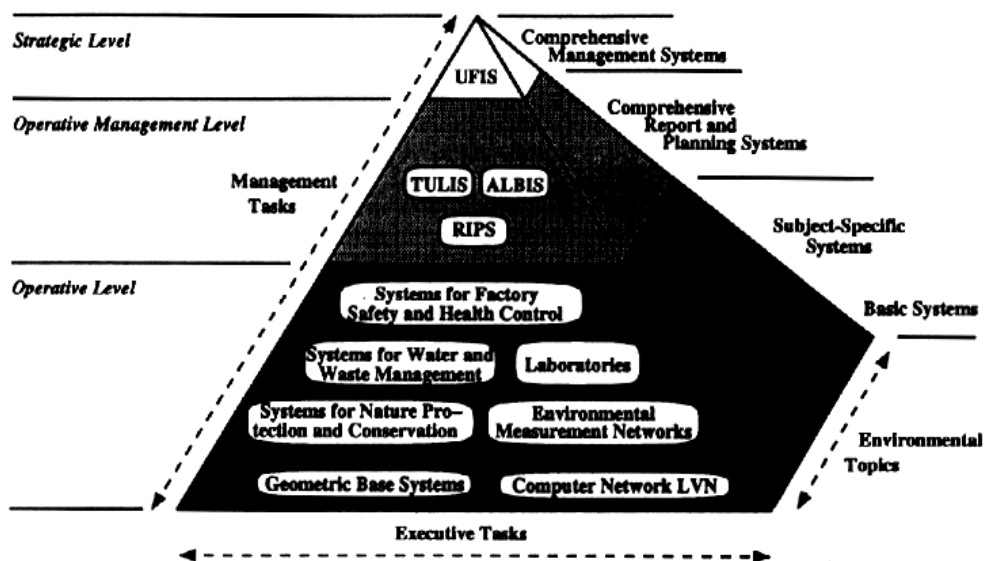 Strategic Level
Comprehensive
Management Systems
UFIS
Operative Management Level
Comprehensive
Report and
Planning Systems
Management
Tasks
TULIS
ALBIS
RIPS
Subject-Specific
Systems
Operative Level
Systems for Factory
Safety and Health Control
Basic Systems
Systems for Water and
Waste Management
Laboratories
Systems for Nature Pro-
tection and Conservation
Environmental
Measurement Networks
Environmental
Topics
Geometric Base Systems
Computer Network LVN
Executive Tasks